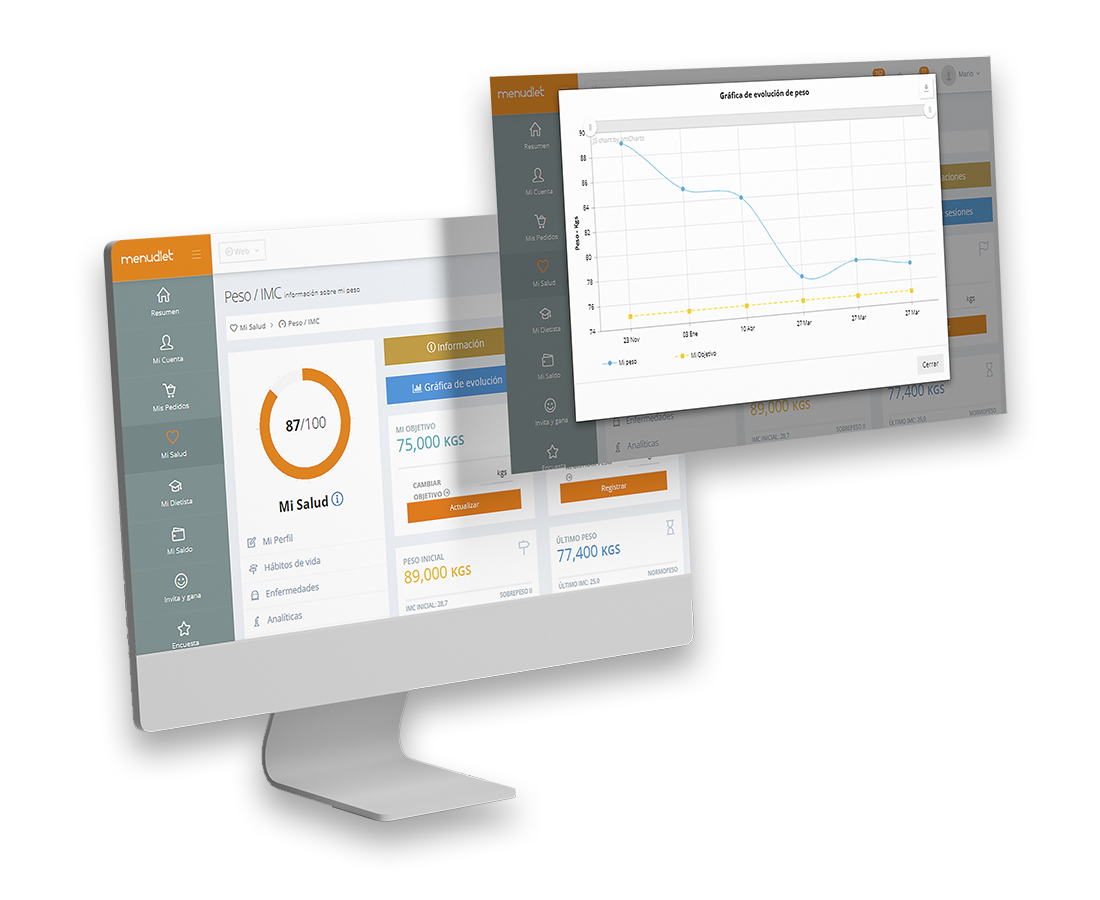 menudiet
Web
Resumen
Mi Cuenta
Mis Pedidos
Mi Salud
Mi Dietista
Mi Saldo
Invita y gana
Encuesta
Peso / IMC Información sobre mi peso
Mi Salud > Peso / IMC
87/100
Mi Salud
Mi Perfil
Hábitos de vida
Enfermedades
Analíticas
Información
Gráfica de evolución
MI OBJETIVO
75,000 KGS
kgs
CAMBIAR
OBJETIVO
Actualizar
Registrar
PESO INICIAL
89,000 KGS
SOBREPESO II
IMC INICIAL: 28,7
ÚLTIMO PESO
77,400 KGS
NORMOPESO
ÚLTIMO IMC: 25,0
menudiet
Mario
Resumen
Mi Cuenta
Mis Pedidos
Mi Salud
Mi Dietista
Mi Saldo
Invita y gana
Encuesta
Gráfica de evolución de peso
JS chart by amCharts
Peso - Kgs
90
88
86
84
82
80
78
76
74
23 Nov
03 Ene
10 Abr
27 Mar
27 Mar
27 Mar
Mi peso
Mi Objetivo
Cerrar
aciones
sesiones
kgs
Enfermedades
Analíticas
89,000 KGS
IMC INICIAL: 28,7
SOBREPESO II
77,400 KGS
ÚLTIMO IMC: 25,0
NORMOPESO